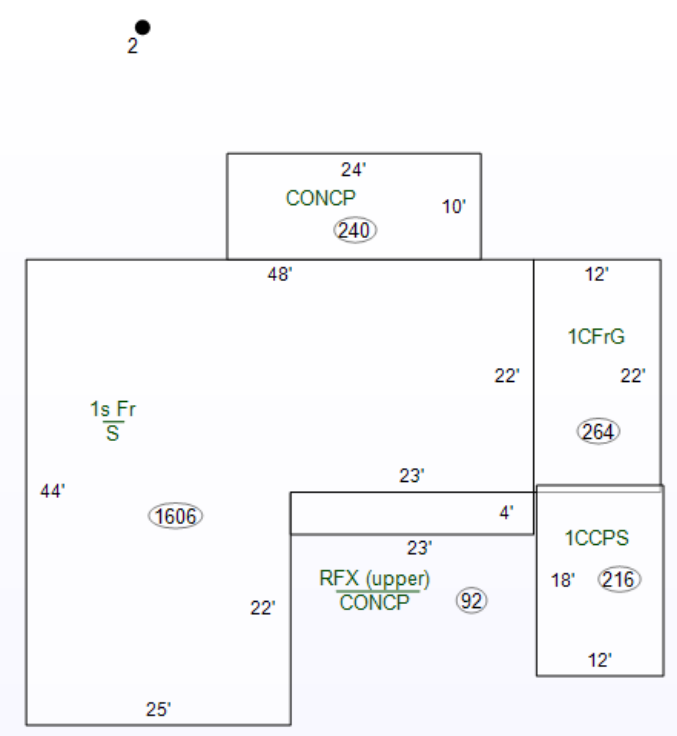 2
24'
CONCP
10'
240
48'
12'
1CFrG
22'
22'
1s Fr
S
264
23'
44'
1606
4'
1CCPS
23'
RFX (upper)
CONCP
92
18'
216
22'
12'
25'